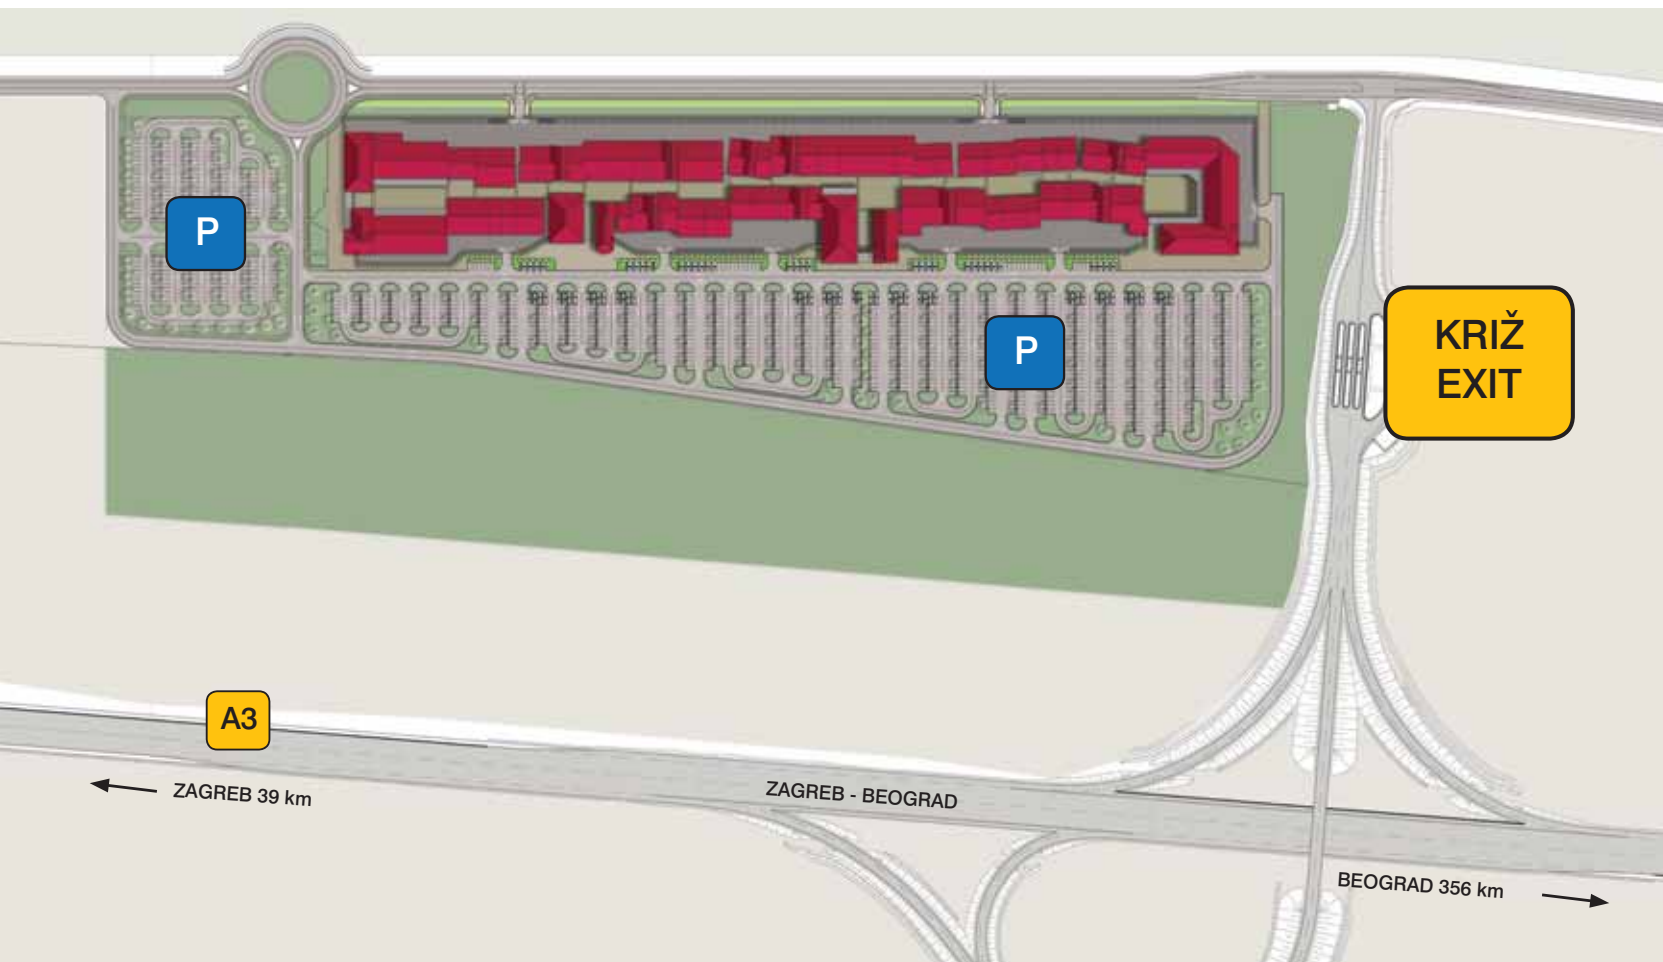 P
P
KRIŽ
EXIT
A3
ZAGREB 39 km
ZAGREB - BEOGRAD
BEOGRAD 356 km